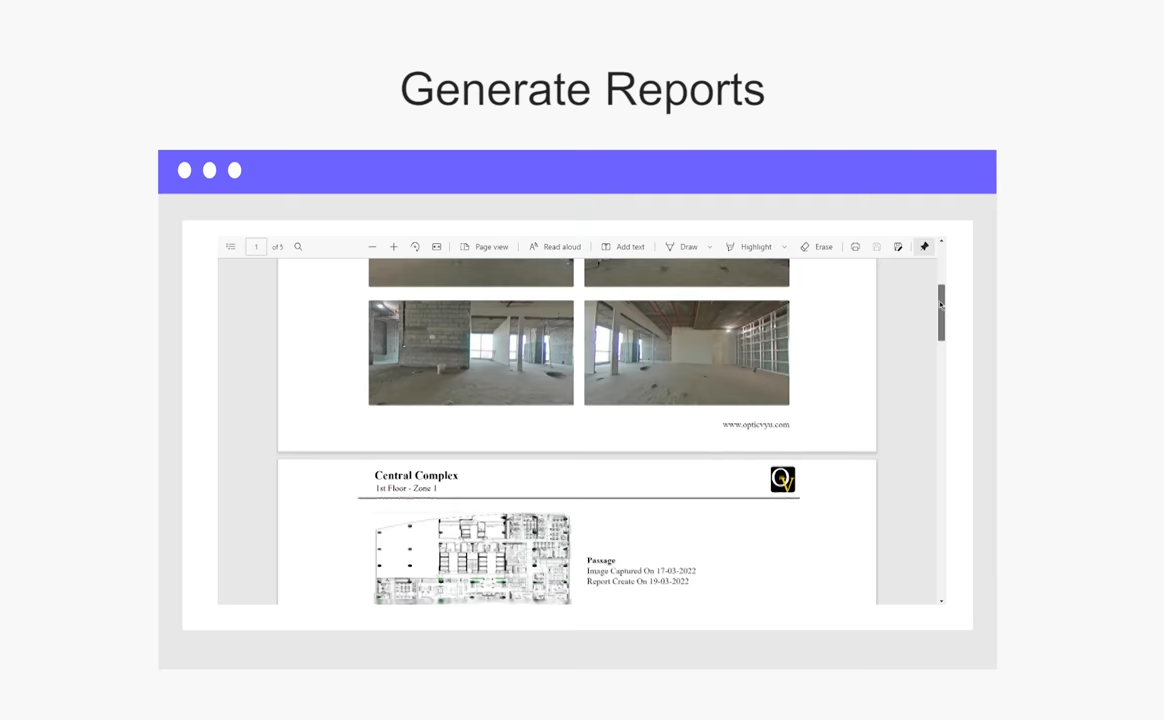 Generate Reports
1 of 5 Page view Read aloud Add text Draw Highlight Erase
www.opticvyu.com
Central Complex
1st Floor - Zone 1
OV
Passage
Image Captured On 17-03-2022
Report Create On 19-03-2022